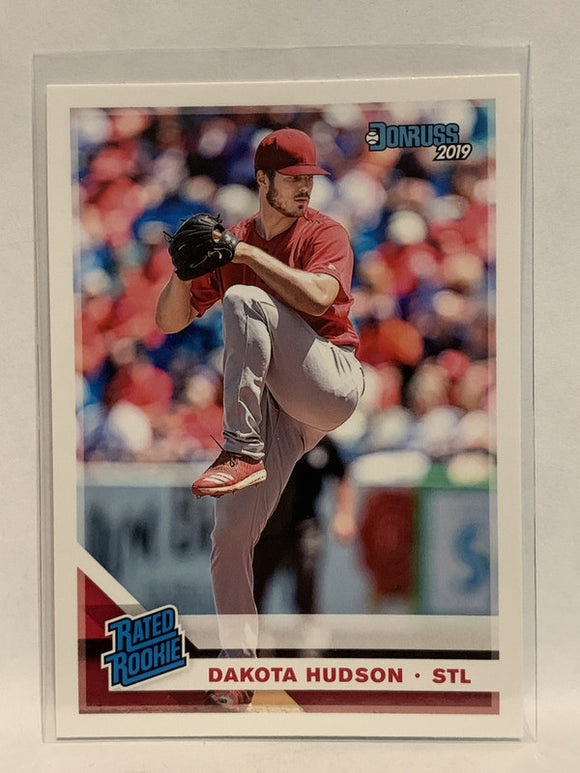 DONRUSS
2019
RATED
ROOKIE
DAKOTA HUDSON · STL